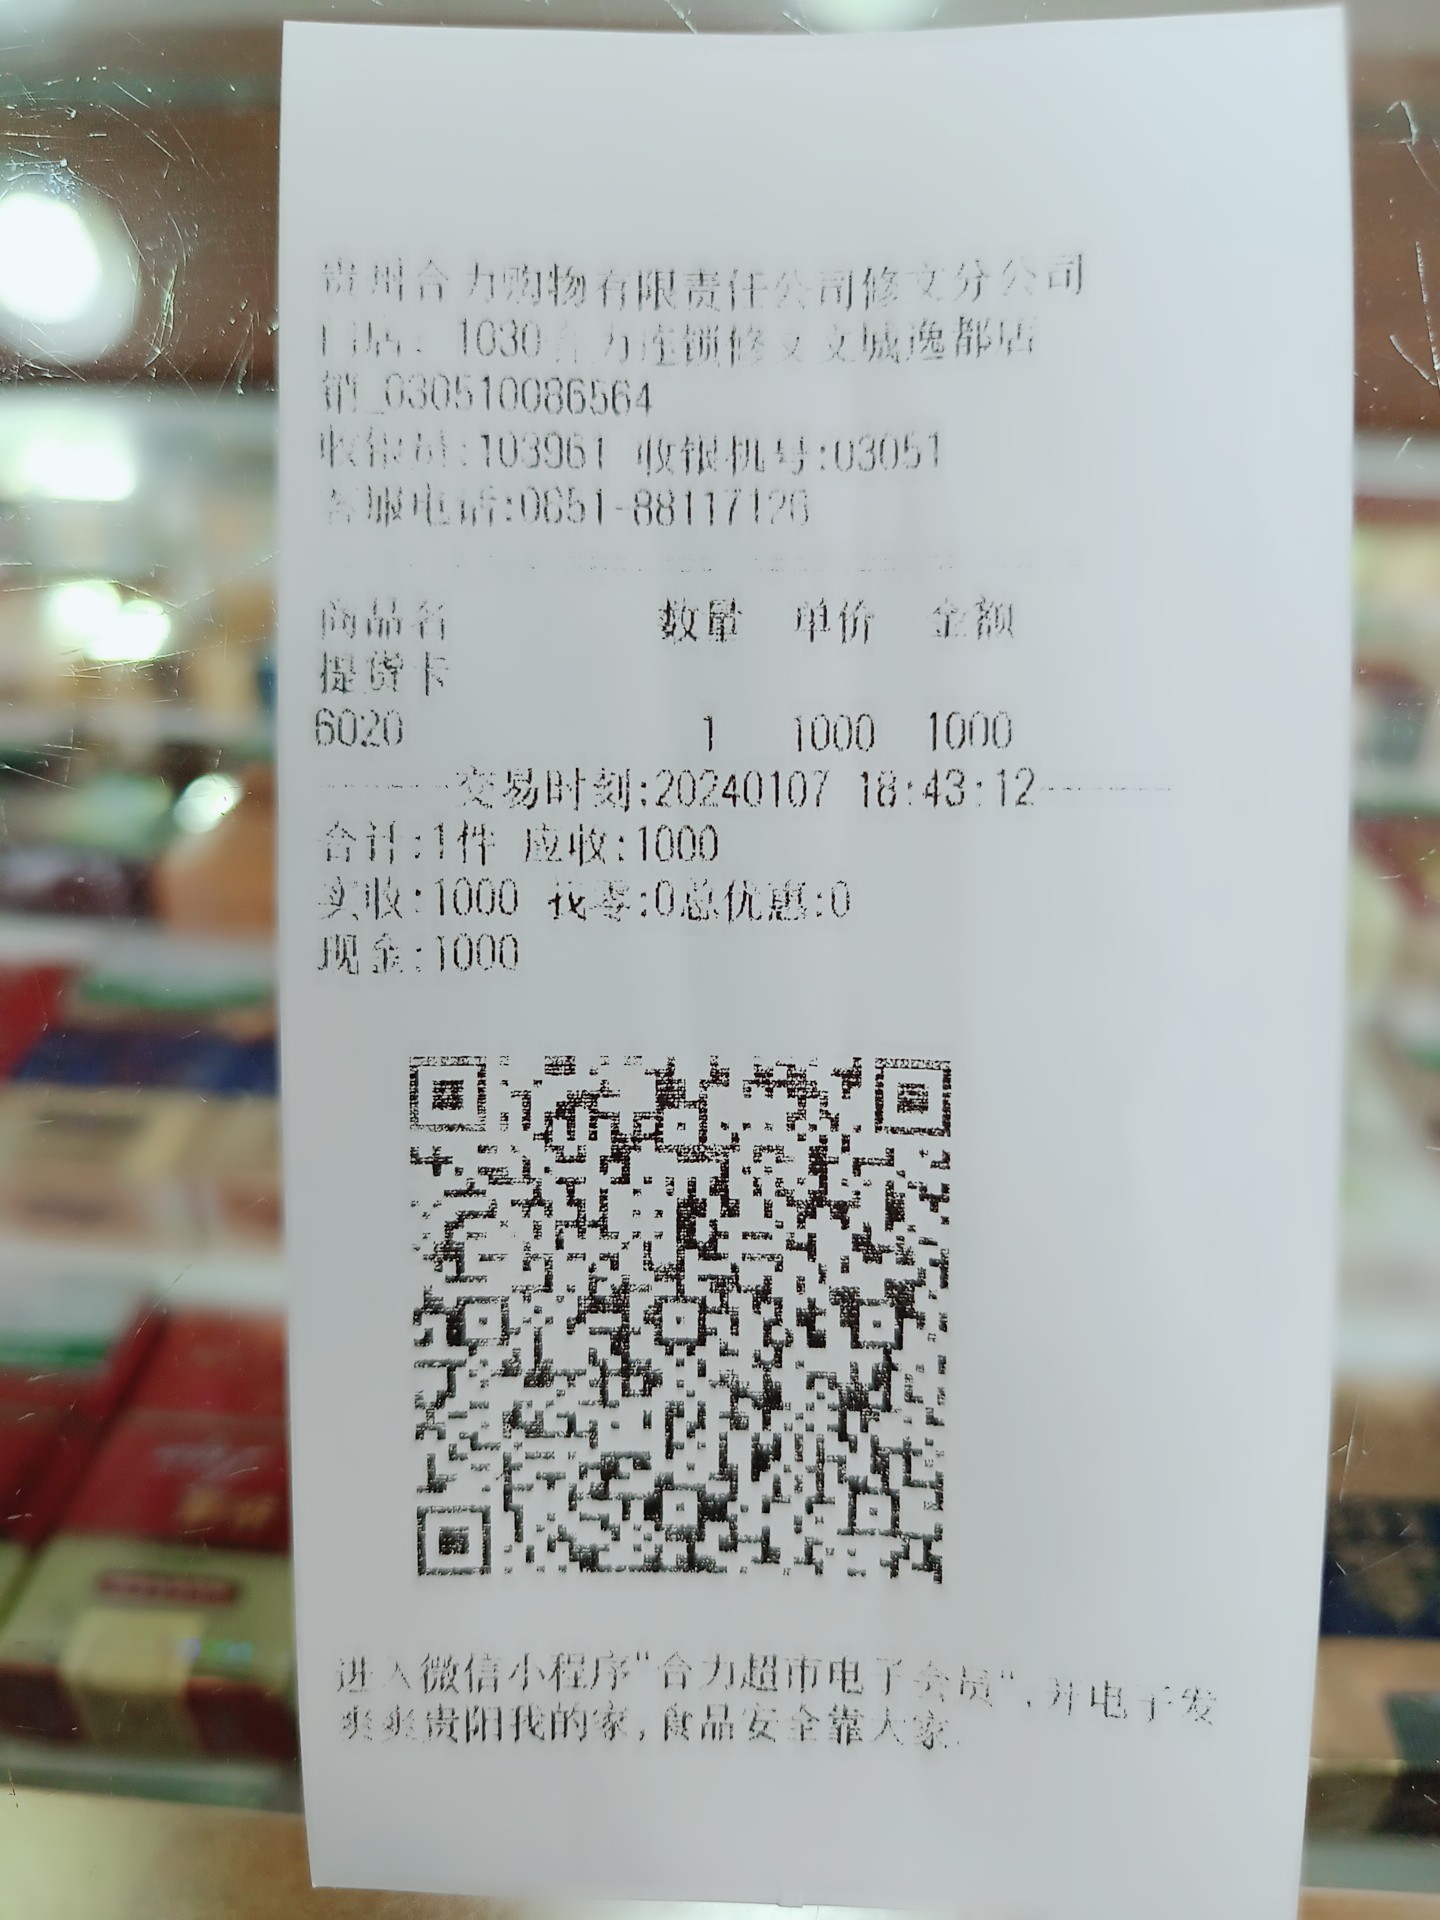 贵州合力购物有限责任公司修文分公司
门店: 1030合力连锁修文文城逸都店
销_030510086564
收银员:103961 收银机号:03051
客服电话:0851-88117126
商品名 数量 单价 金额
提货卡
6020 1 1000 1000
交易时刻:20240107 18:43:12
合计:1件 应收:1000
实收:1000 找零:0总优惠:0
现金:1000
进入微信小程序"合力超市电子会员",开电子发
爽爽贵阳我的家,食品安全靠大家.